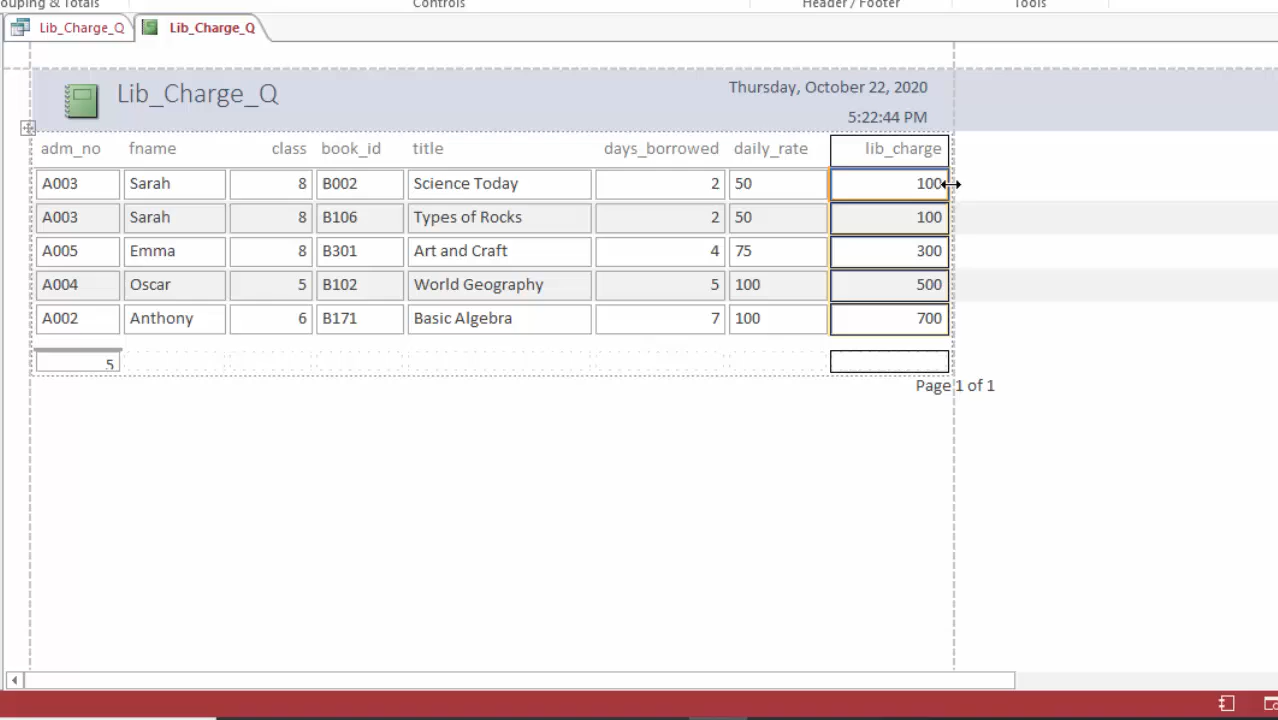 ouping & Totals Controls Header / Footer Tools
Lib_Charge_Q Lib_Charge_Q
Lib_Charge_Q Thursday, October 22, 2020
5:22:44 PM
adm_no fname class book_id title days_borrowed daily_rate lib_charge
A003 Sarah 8 B002 Science Today 2 50 100
A003 Sarah 8 B106 Types of Rocks 2 50 100
A005 Emma 8 B301 Art and Craft 4 75 300
A004 Oscar 5 B102 World Geography 5 100 500
A002 Anthony 6 B171 Basic Algebra 7 100 700
5
Page 1 of 1